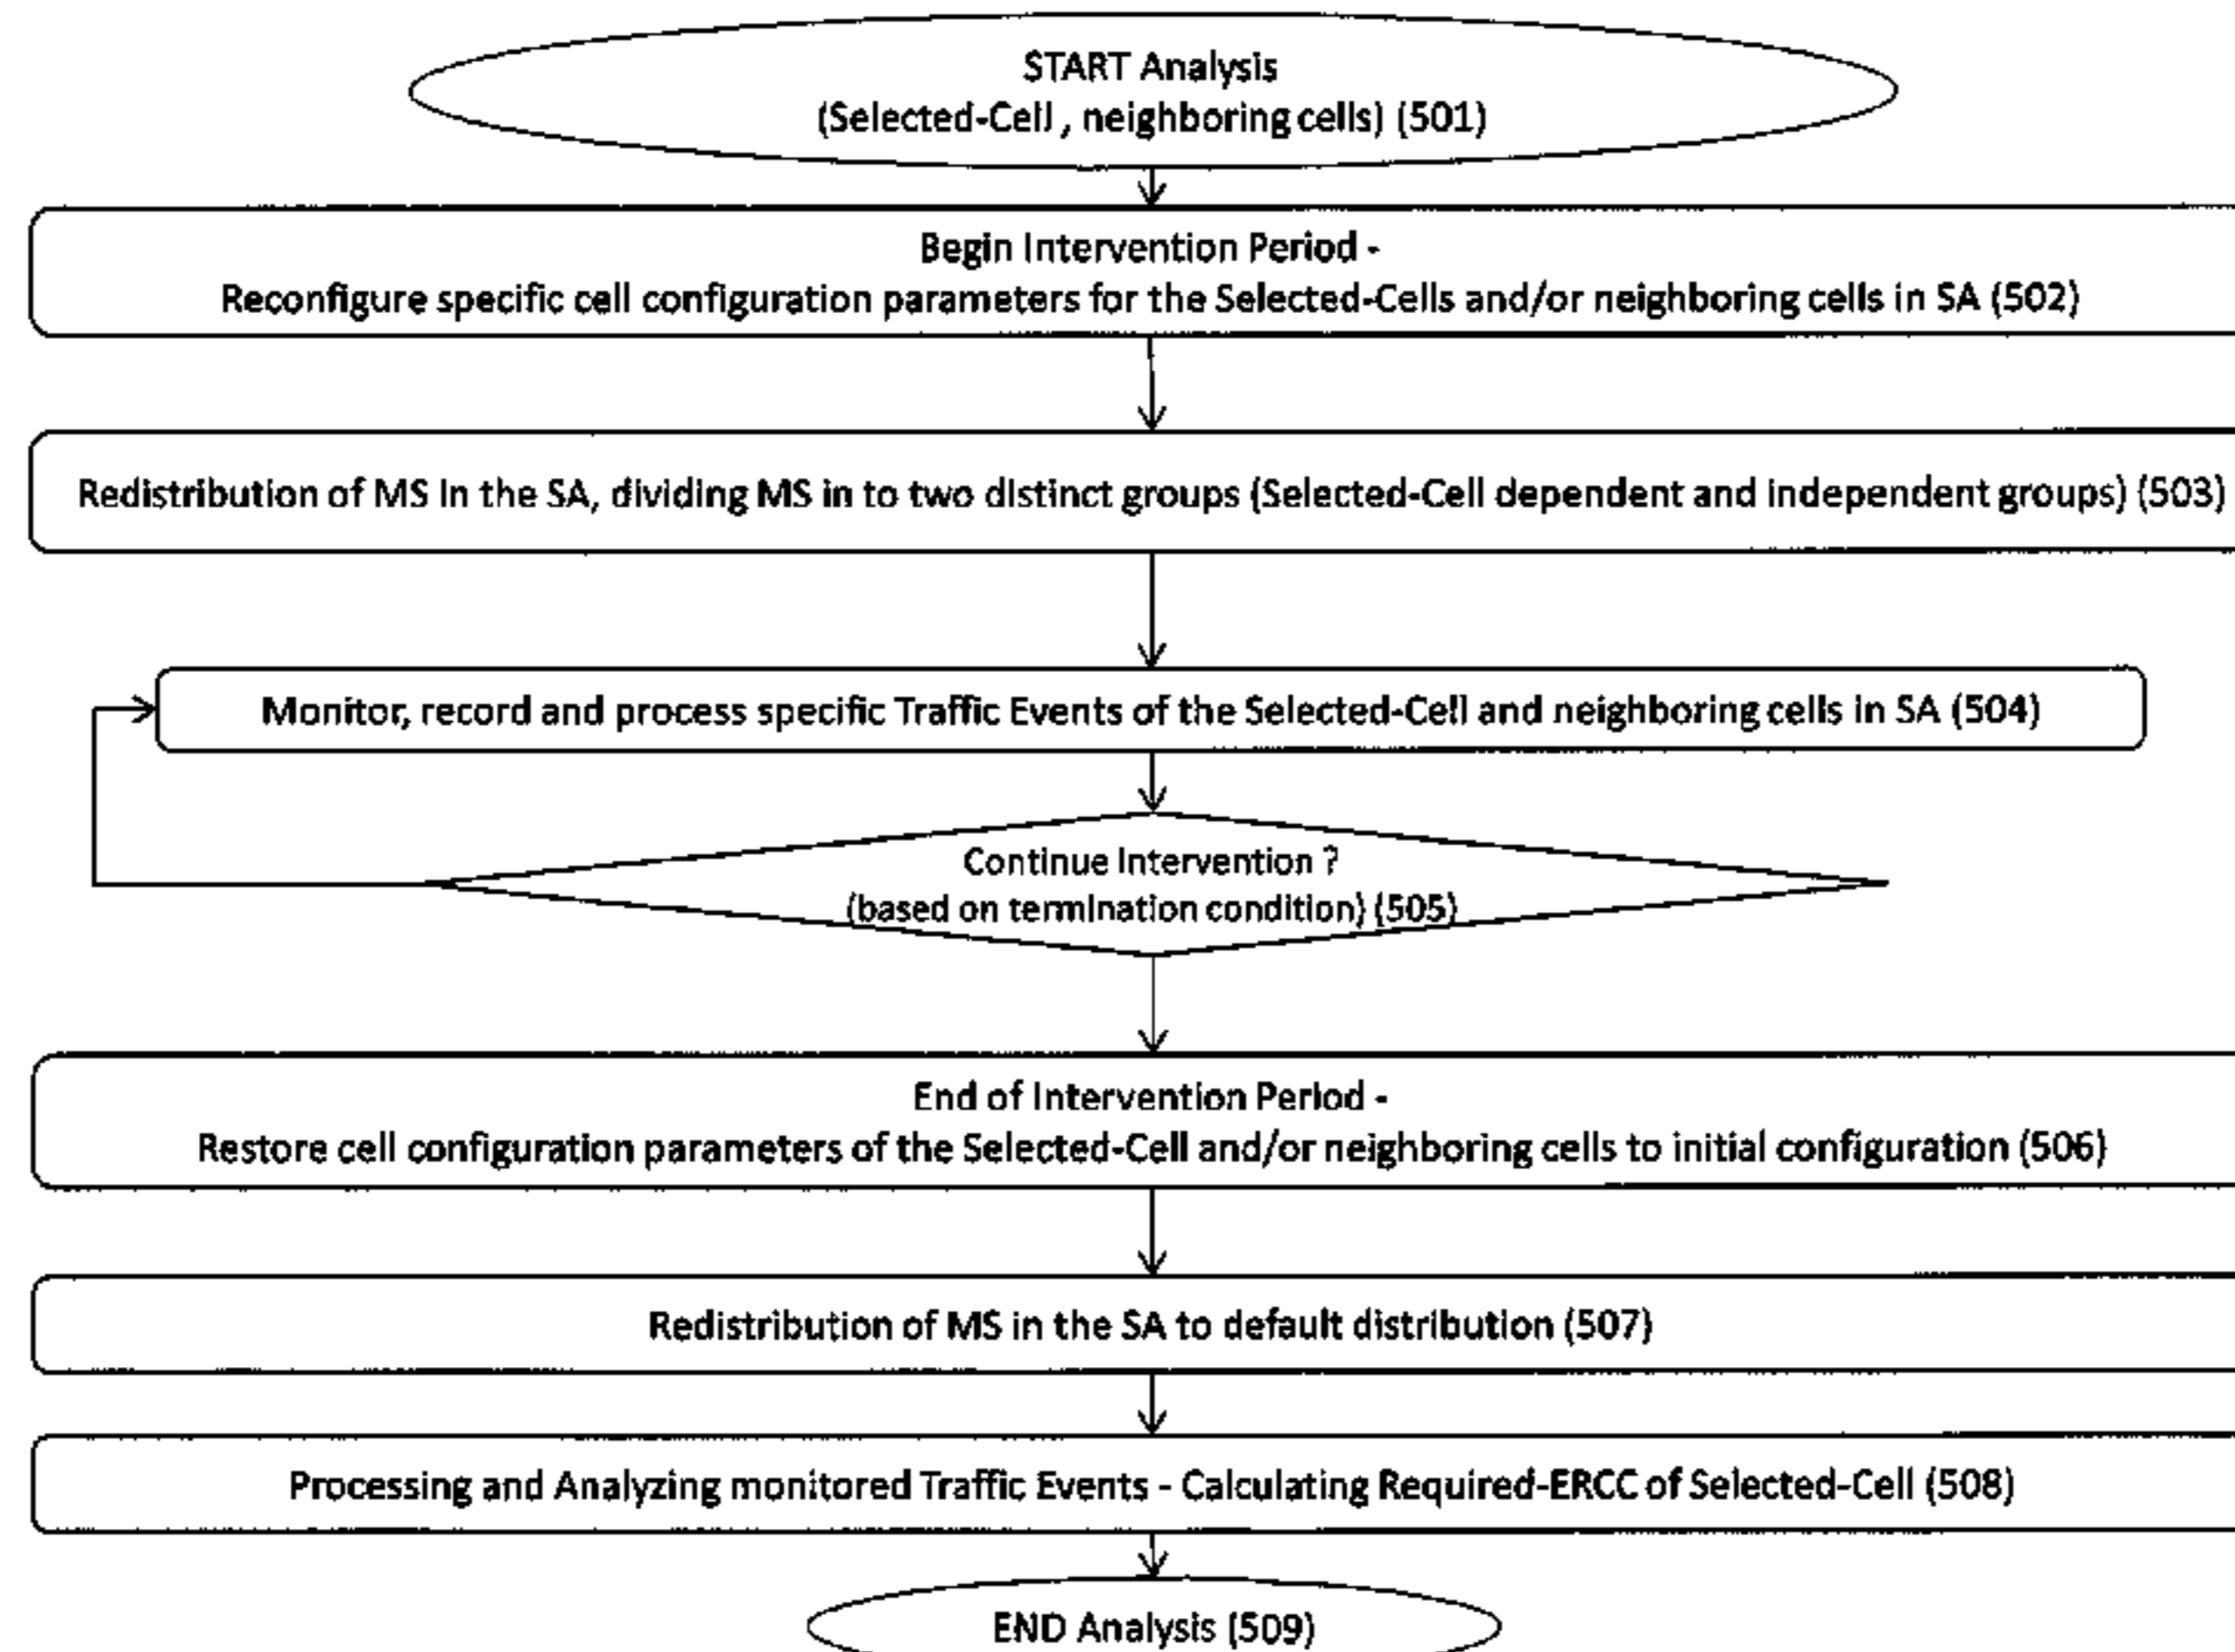 START Analysis
(Selected-Cell , neighboring cells) (501)
Begin Intervention Period -
Reconfigure specific cell configuration parameters for the Selected-Cells and/or neighboring cells in SA (502)
Redistribution of MS In the SA, dividing MS in to two distinct groups (Selected-Cell dependent and independent groups) (503)
Monitor, record and process specific Traffic Events of the Selected-Cell and neighboring cells in SA (504)
Continue Intervention ?
(based on termination condition) (505)
End of Intervention Period -
Restore cell configuration parameters of the Selected-Cell and/or neighboring cells to initial configuration (506)
Redistribution of MS in the SA to default distribution (507)
Processing and Analyzing monitored Traffic Events - Calculating Required-ERCC of Selected-Cell (508)
END Analysis (509)